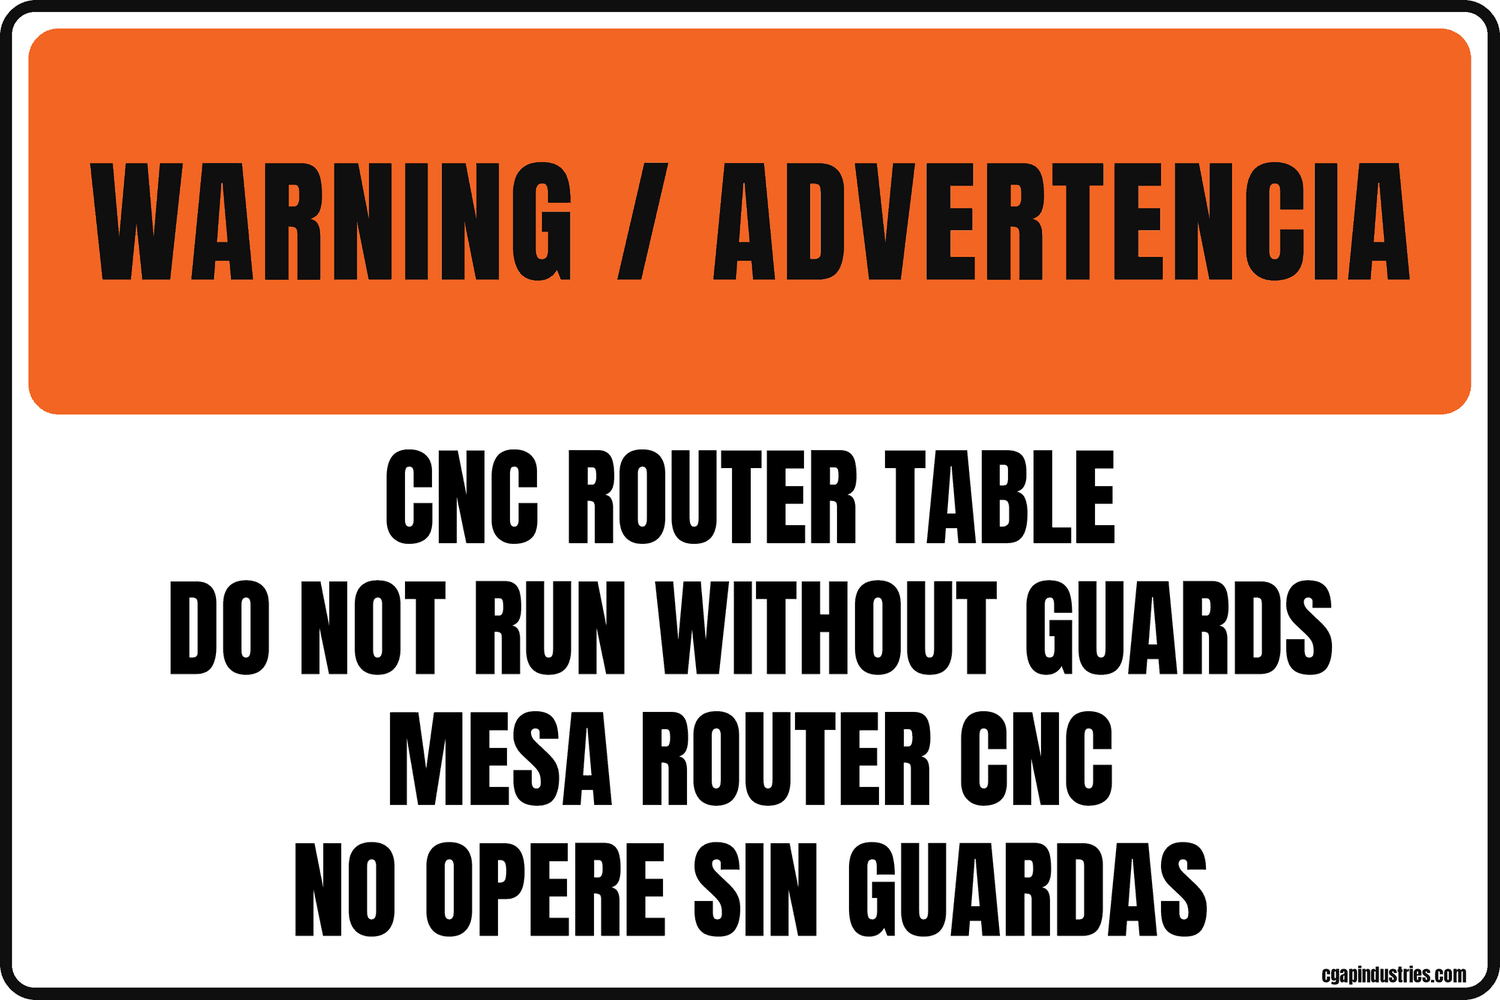 WARNING / ADVERTENCIA
CNC ROUTER TABLE
DO NOT RUN WITHOUT GUARDS
MESA ROUTER CNC
NO OPERE SIN GUARDAS
cgapindustries.com